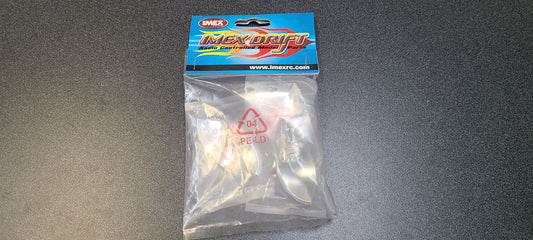 IMEX
IMEX DRIFT
Radio Controlled Model Parts
www.imexrc.com
04
PE-LD